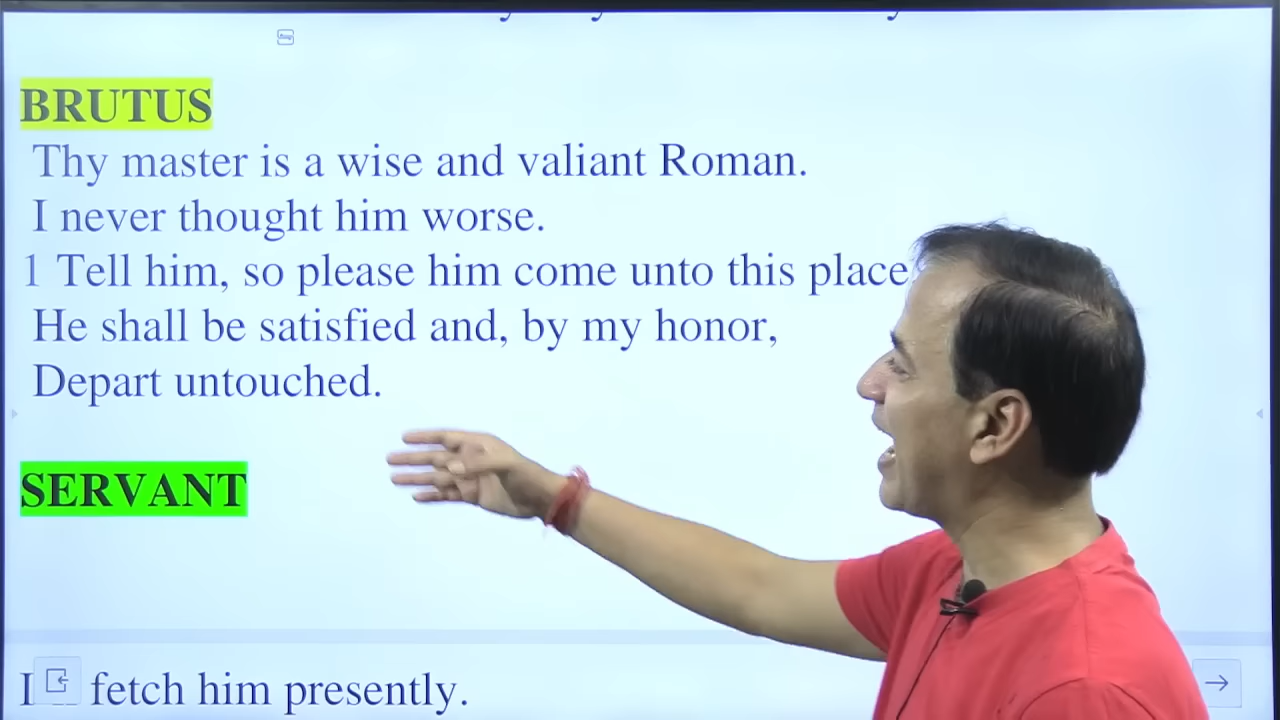 BRUTUS
Thy master is a wise and valiant Roman.
I never thought him worse.
1 Tell him, so please him come unto this place
He shall be satisfied and, by my honor,
Depart untouched.
SERVANT
I fetch him presently.